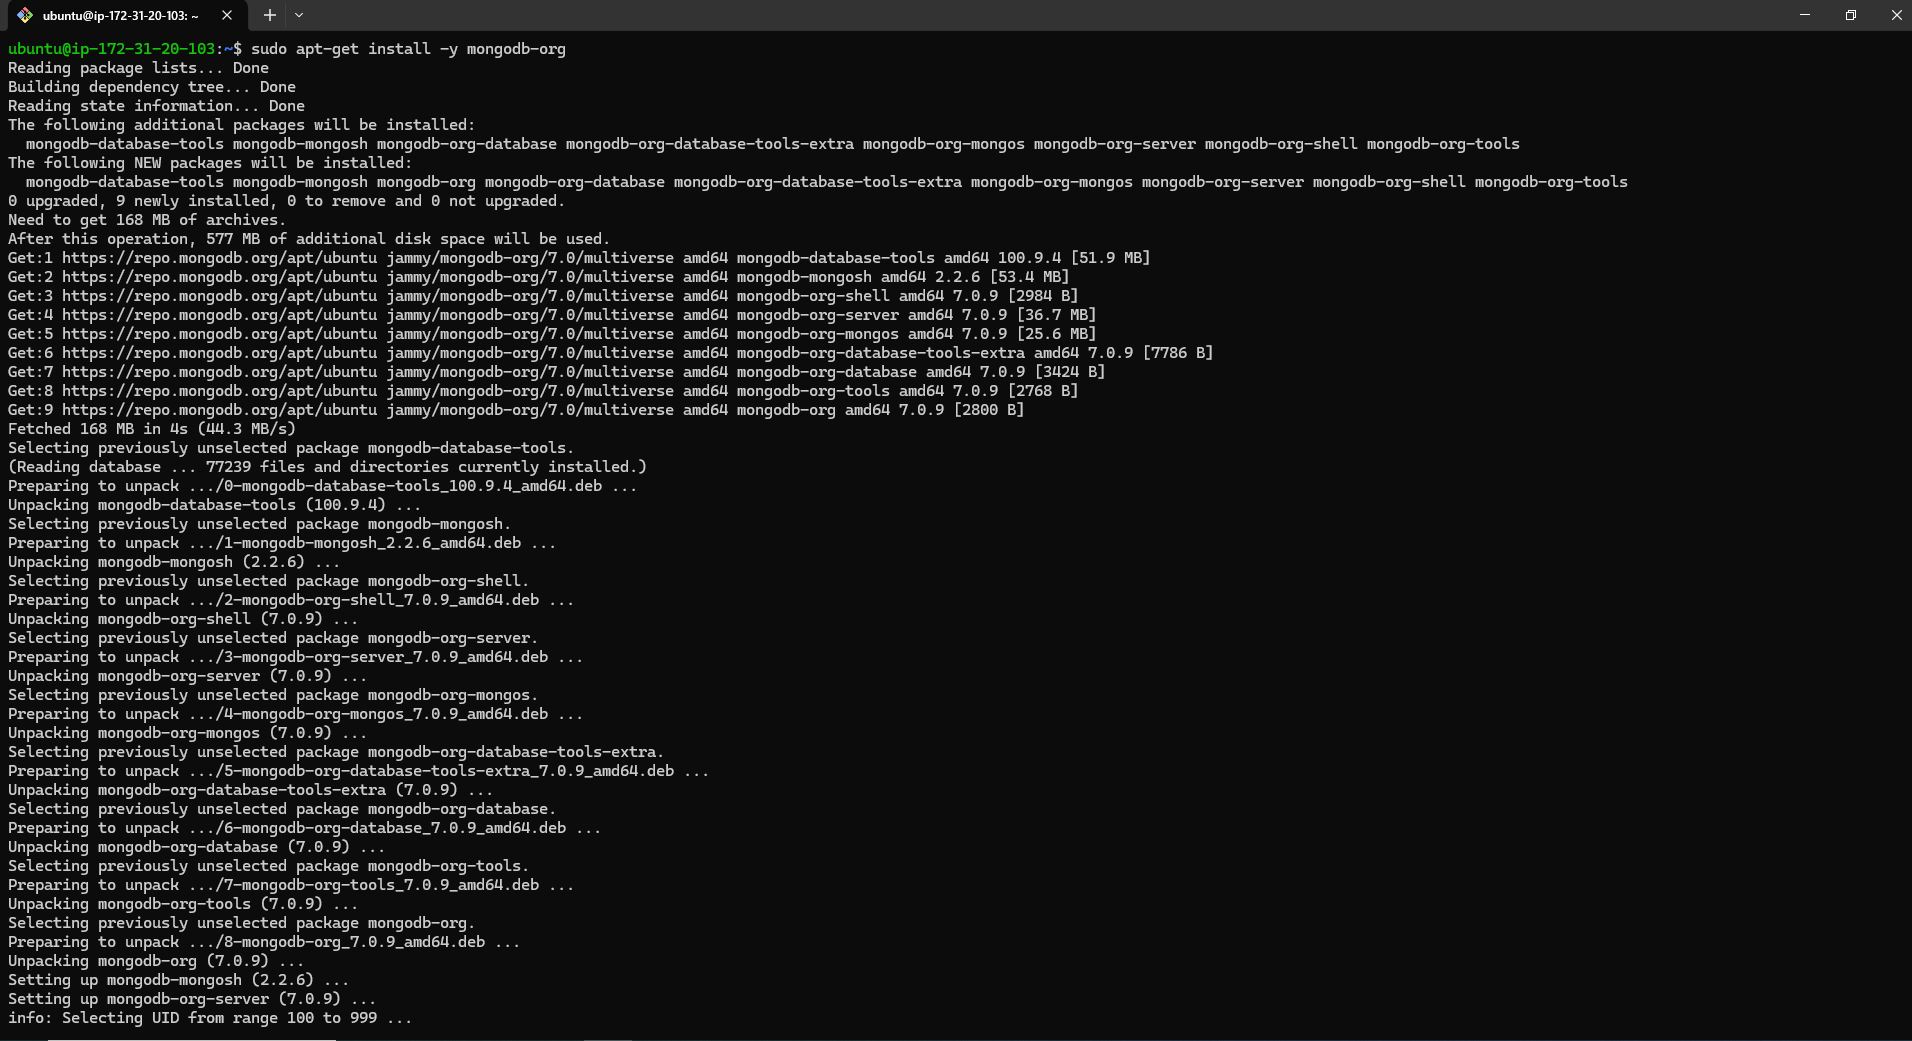 ubuntu@ip-172-31-20-103: ~
ubuntu@ip-172-31-20-103:~$ sudo apt-get install -y mongodb-org
Reading package lists... Done
Building dependency tree... Done
Reading state information... Done
The following additional packages will be installed:
  mongodb-database-tools mongodb-mongosh mongodb-org-database mongodb-org-database-tools-extra mongodb-org-mongos mongodb-org-server mongodb-org-shell mongodb-org-tools
The following NEW packages will be installed:
  mongodb-database-tools mongodb-mongosh mongodb-org mongodb-org-database mongodb-org-database-tools-extra mongodb-org-mongos mongodb-org-server mongodb-org-shell mongodb-org-tools
0 upgraded, 9 newly installed, 0 to remove and 0 not upgraded.
Need to get 168 MB of archives.
After this operation, 577 MB of additional disk space will be used.
Get:1 https://repo.mongodb.org/apt/ubuntu jammy/mongodb-org/7.0/multiverse amd64 mongodb-database-tools amd64 100.9.4 [51.9 MB]
Get:2 https://repo.mongodb.org/apt/ubuntu jammy/mongodb-org/7.0/multiverse amd64 mongodb-mongosh amd64 2.2.6 [53.4 MB]
Get:3 https://repo.mongodb.org/apt/ubuntu jammy/mongodb-org/7.0/multiverse amd64 mongodb-org-shell amd64 7.0.9 [2984 B]
Get:4 https://repo.mongodb.org/apt/ubuntu jammy/mongodb-org/7.0/multiverse amd64 mongodb-org-server amd64 7.0.9 [36.7 MB]
Get:5 https://repo.mongodb.org/apt/ubuntu jammy/mongodb-org/7.0/multiverse amd64 mongodb-org-mongos amd64 7.0.9 [25.6 MB]
Get:6 https://repo.mongodb.org/apt/ubuntu jammy/mongodb-org/7.0/multiverse amd64 mongodb-org-database-tools-extra amd64 7.0.9 [7786 B]
Get:7 https://repo.mongodb.org/apt/ubuntu jammy/mongodb-org/7.0/multiverse amd64 mongodb-org-database amd64 7.0.9 [3424 B]
Get:8 https://repo.mongodb.org/apt/ubuntu jammy/mongodb-org/7.0/multiverse amd64 mongodb-org-tools amd64 7.0.9 [2768 B]
Get:9 https://repo.mongodb.org/apt/ubuntu jammy/mongodb-org/7.0/multiverse amd64 mongodb-org amd64 7.0.9 [2800 B]
Fetched 168 MB in 4s (44.3 MB/s)
Selecting previously unselected package mongodb-database-tools.
(Reading database ... 77239 files and directories currently installed.)
Preparing to unpack .../0-mongodb-database-tools_100.9.4_amd64.deb ...
Unpacking mongodb-database-tools (100.9.4) ...
Selecting previously unselected package mongodb-mongosh.
Preparing to unpack .../1-mongodb-mongosh_2.2.6_amd64.deb ...
Unpacking mongodb-mongosh (2.2.6) ...
Selecting previously unselected package mongodb-org-shell.
Preparing to unpack .../2-mongodb-org-shell_7.0.9_amd64.deb ...
Unpacking mongodb-org-shell (7.0.9) ...
Selecting previously unselected package mongodb-org-server.
Preparing to unpack .../3-mongodb-org-server_7.0.9_amd64.deb ...
Unpacking mongodb-org-server (7.0.9) ...
Selecting previously unselected package mongodb-org-mongos.
Preparing to unpack .../4-mongodb-org-mongos_7.0.9_amd64.deb ...
Unpacking mongodb-org-mongos (7.0.9) ...
Selecting previously unselected package mongodb-org-database-tools-extra.
Preparing to unpack .../5-mongodb-org-database-tools-extra_7.0.9_amd64.deb ...
Unpacking mongodb-org-database-tools-extra (7.0.9) ...
Selecting previously unselected package mongodb-org-database.
Preparing to unpack .../6-mongodb-org-database_7.0.9_amd64.deb ...
Unpacking mongodb-org-database (7.0.9) ...
Selecting previously unselected package mongodb-org-tools.
Preparing to unpack .../7-mongodb-org-tools_7.0.9_amd64.deb ...
Unpacking mongodb-org-tools (7.0.9) ...
Selecting previously unselected package mongodb-org.
Preparing to unpack .../8-mongodb-org_7.0.9_amd64.deb ...
Unpacking mongodb-org (7.0.9) ...
Setting up mongodb-mongosh (2.2.6) ...
Setting up mongodb-org-server (7.0.9) ...
info: Selecting UID from range 100 to 999 ...